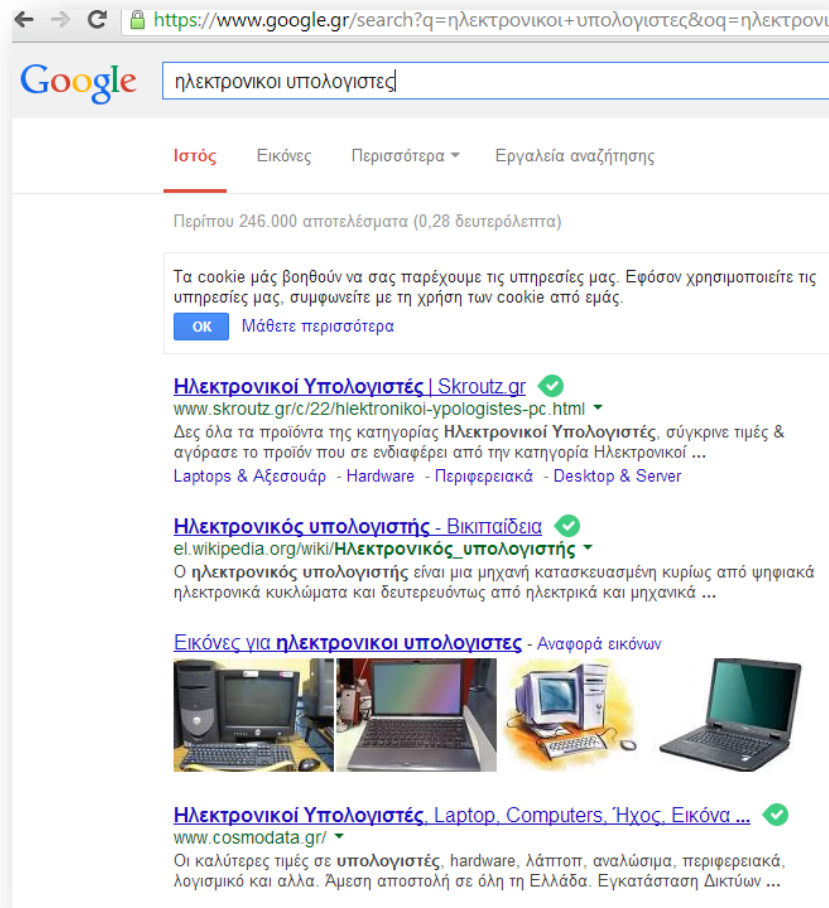 https://www.google.gr/search?q=ηλεκτρονικοι+υπολογιστες&oq=ηλεκτρονι
Google ηλεκτρονικοι υπολογιστες
Ιστός Εικόνες Περισσότερα Εργαλεία αναζήτησης
Περίπου 246.000 αποτελέσματα (0,28 δευτερόλεπτα)
Τα cookie μάς βοηθούν να σας παρέχουμε τις υπηρεσίες μας. Εφόσον χρησιμοποιείτε τις
υπηρεσίες μας, συμφωνείτε με τη χρήση των cookie από εμάς.
OK Μάθετε περισσότερα
Ηλεκτρονικοί Υπολογιστές | Skroutz.gr
www.skroutz.gr/c/22/hlektronikoi-ypologistes-pc.html
Δες όλα τα προϊόντα της κατηγορίας Ηλεκτρονικοί Υπολογιστές, σύγκρινε τιμές &
αγόρασε το προϊόν που σε ενδιαφέρει από την κατηγορία Ηλεκτρονικοί ...
Laptops & Αξεσουάρ - Hardware - Περιφερειακά - Desktop & Server
Ηλεκτρονικός υπολογιστής - Βικιπαίδεια
el.wikipedia.org/wiki/Ηλεκτρονικός_υπολογιστής
Ο ηλεκτρονικός υπολογιστής είναι μια μηχανή κατασκευασμένη κυρίως από ψηφιακά
ηλεκτρονικά κυκλώματα και δευτερευόντως από ηλεκτρικά και μηχανικά ...
Εικόνες για ηλεκτρονικοι υπολογιστες - Αναφορά εικόνων
Ηλεκτρονικοί Υπολογιστές, Laptop, Computers, Ήχος, Εικόνα ...
www.cosmodata.gr/
Οι καλύτερες τιμές σε υπολογιστές, hardware, λάπτοπ, αναλώσιμα, περιφερειακά,
λογισμικό και αλλα. Άμεση αποστολή σε όλη τη Ελλάδα. Εγκατάσταση Δικτύων ...